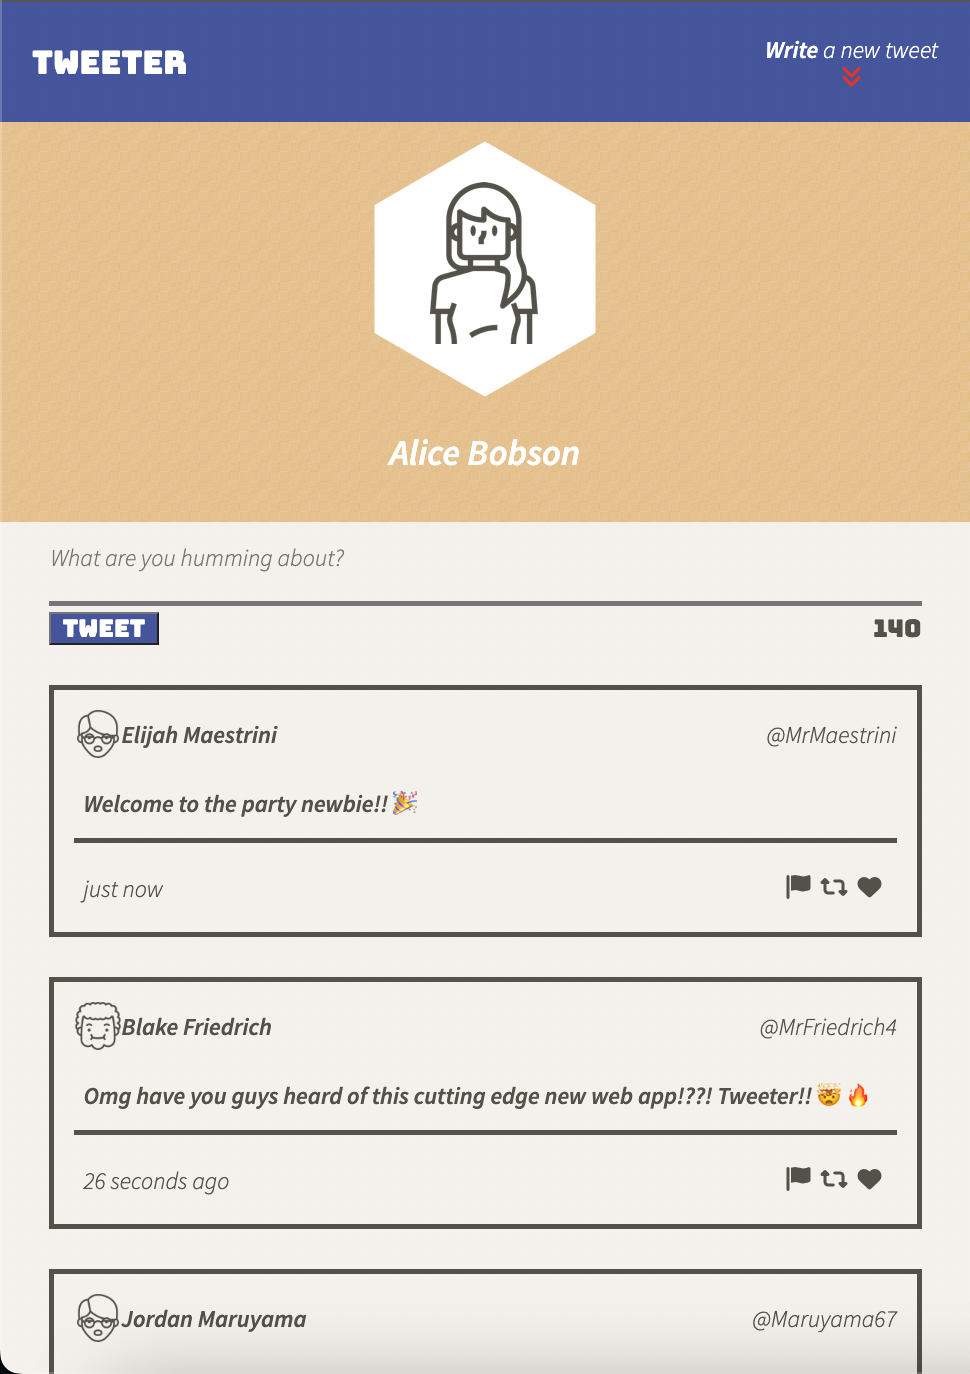 TWEETER
Write a new tweet
Alice Bobson
What are you humming about?
TWEET 140
Elijah Maestrini @MrMaestrini
Welcome to the party newbie!! 🎉
just now
Blake Friedrich @MrFriedrich4
Omg have you guys heard of this cutting edge new web app!??! Tweeter!! 🤯 🔥
26 seconds ago
Jordan Maruyama @Maruyama67